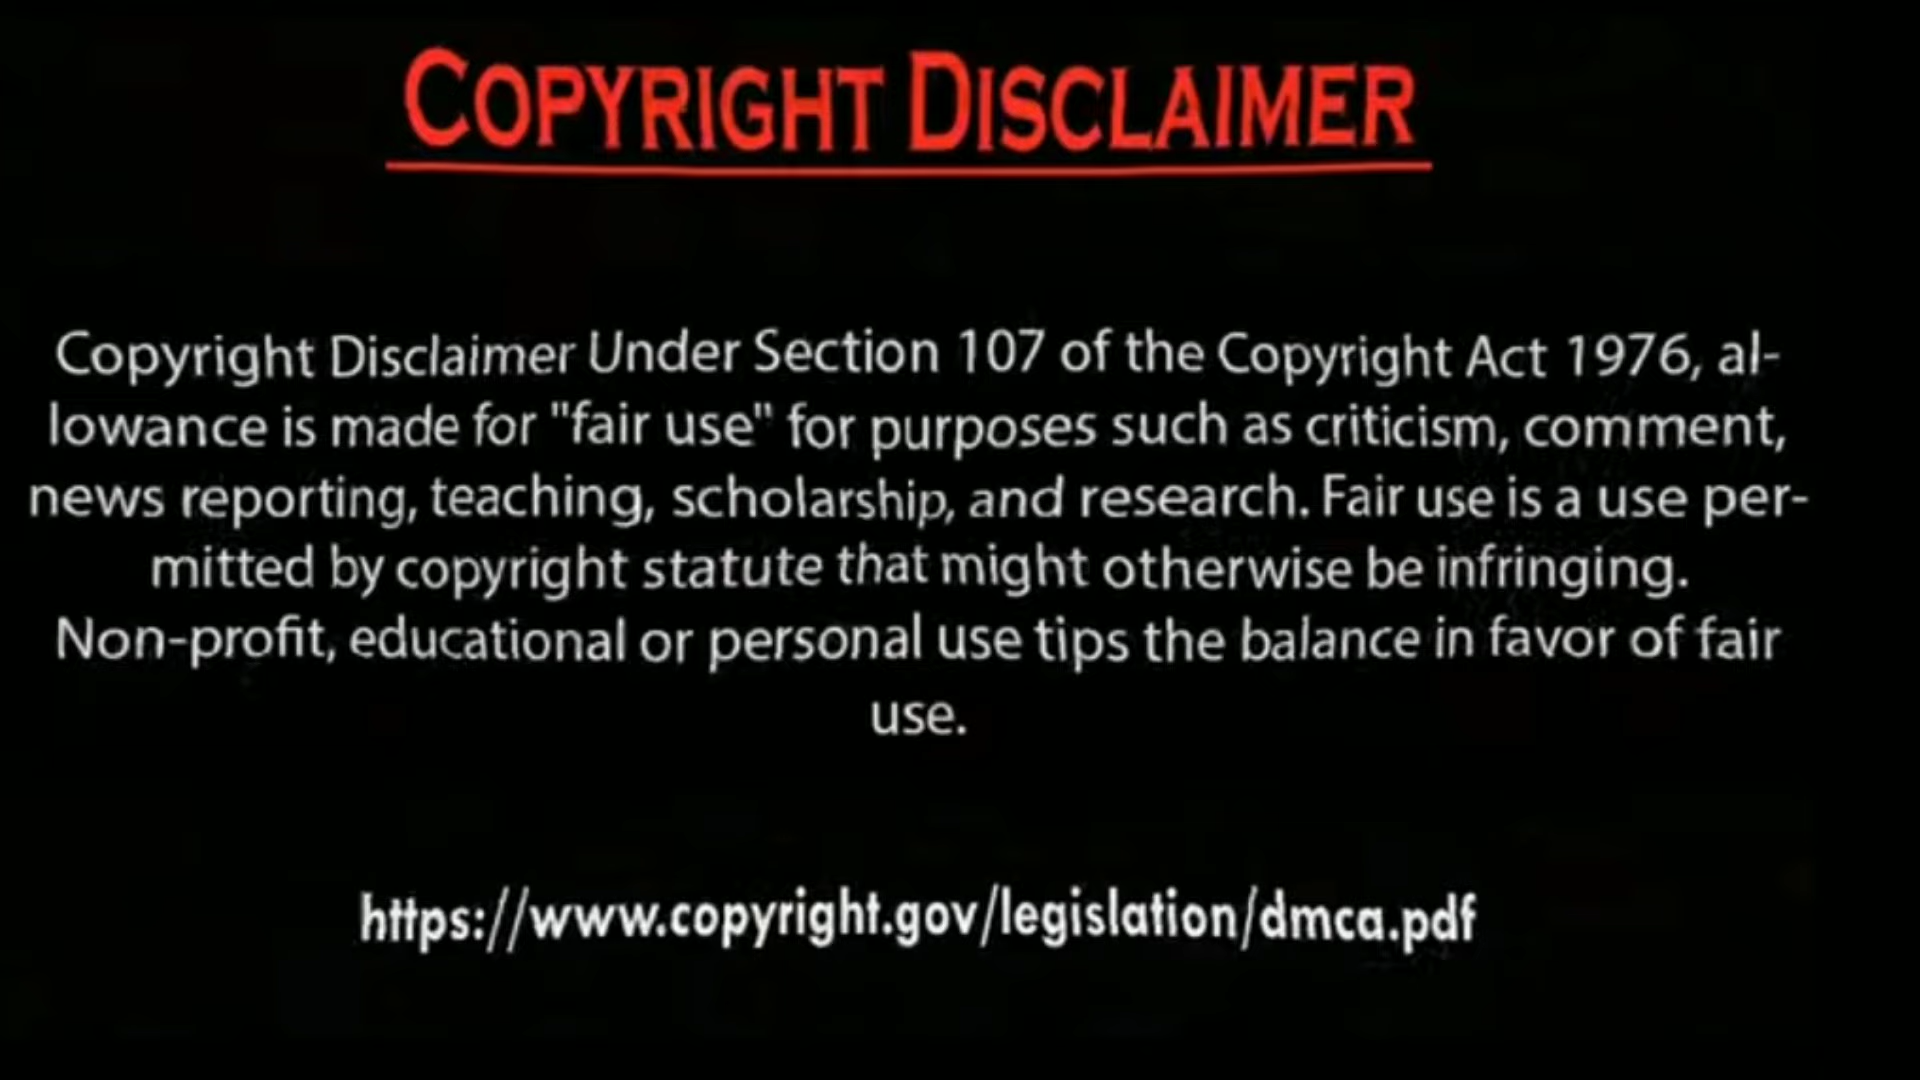 COPYRIGHT DISCLAIMER
Copyright Disclaimer Under Section 107 of the Copyright Act 1976, al-
lowance is made for "fair use" for purposes such as criticism, comment,
news reporting, teaching, scholarship, and research. Fair use is a use per-
mitted by copyright statute that might otherwise be infringing.
Non-profit, educational or personal use tips the balance in favor of fair
use.
https://www.copyright.gov/legislation/dmca.pdf